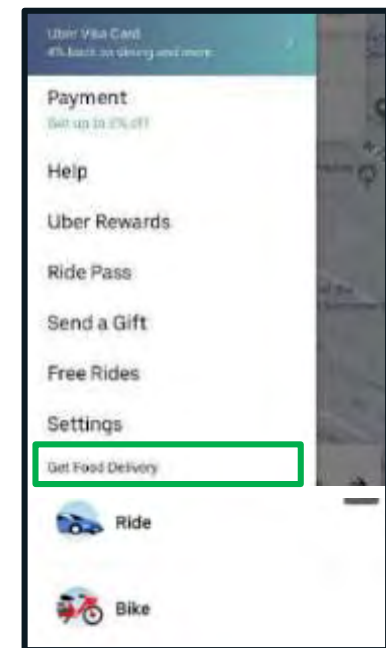 Uber Visa Card
4% back on dining and more
Payment
Get up to 5% off
Help
Uber Rewards
Ride Pass
Send a Gift
Free Rides
Settings
Get Food Delivery
Ride
Bike